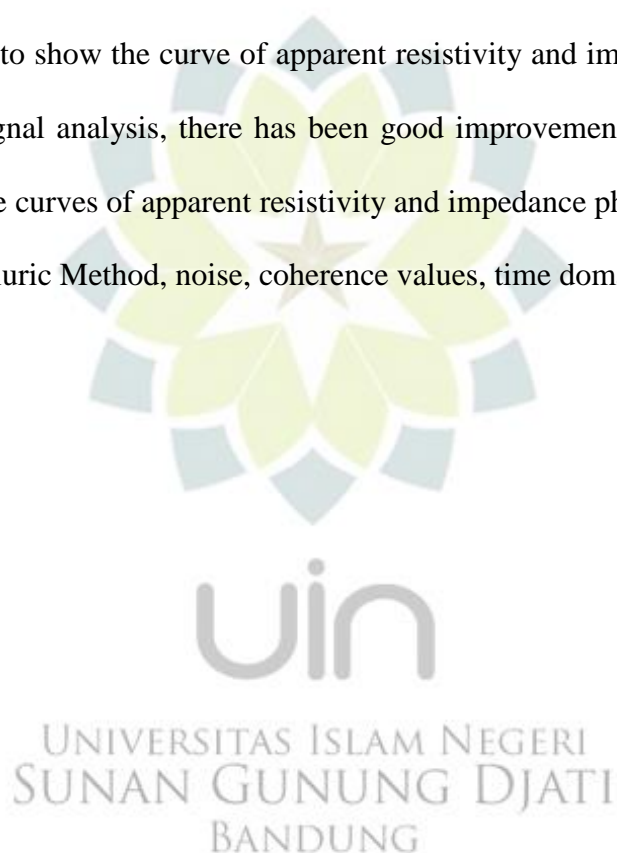 to show the curve of apparent resistivity and im
gnal analysis, there has been good improvemen
e curves of apparent resistivity and impedance p
uric Method, noise, coherence values, time dom
uin
UNIVERSITAS ISLAM NEGERI
SUNAN GUNUNG DJATI
BANDUNG